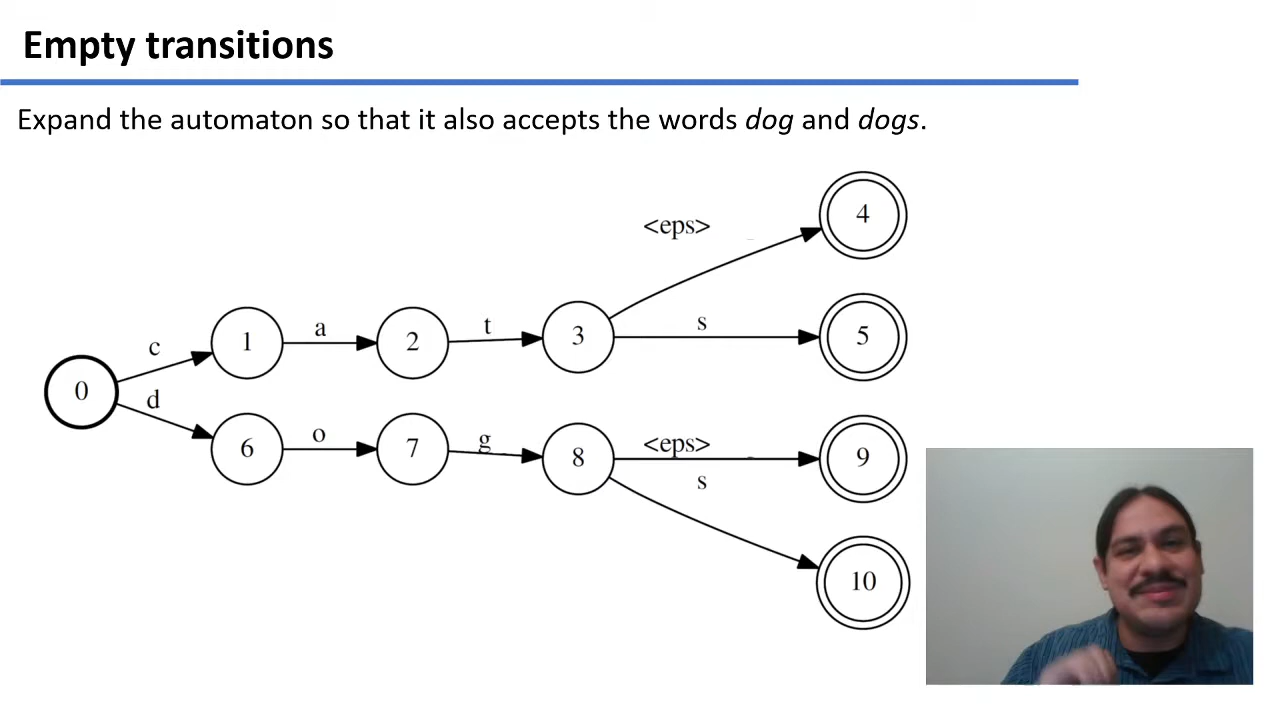 Empty transitions
Expand the automaton so that it also accepts the words dog and dogs.
<eps>
4
c
1
a
2
t
3
s
5
0
d
6
o
7
g
8
<eps>
9
s
10